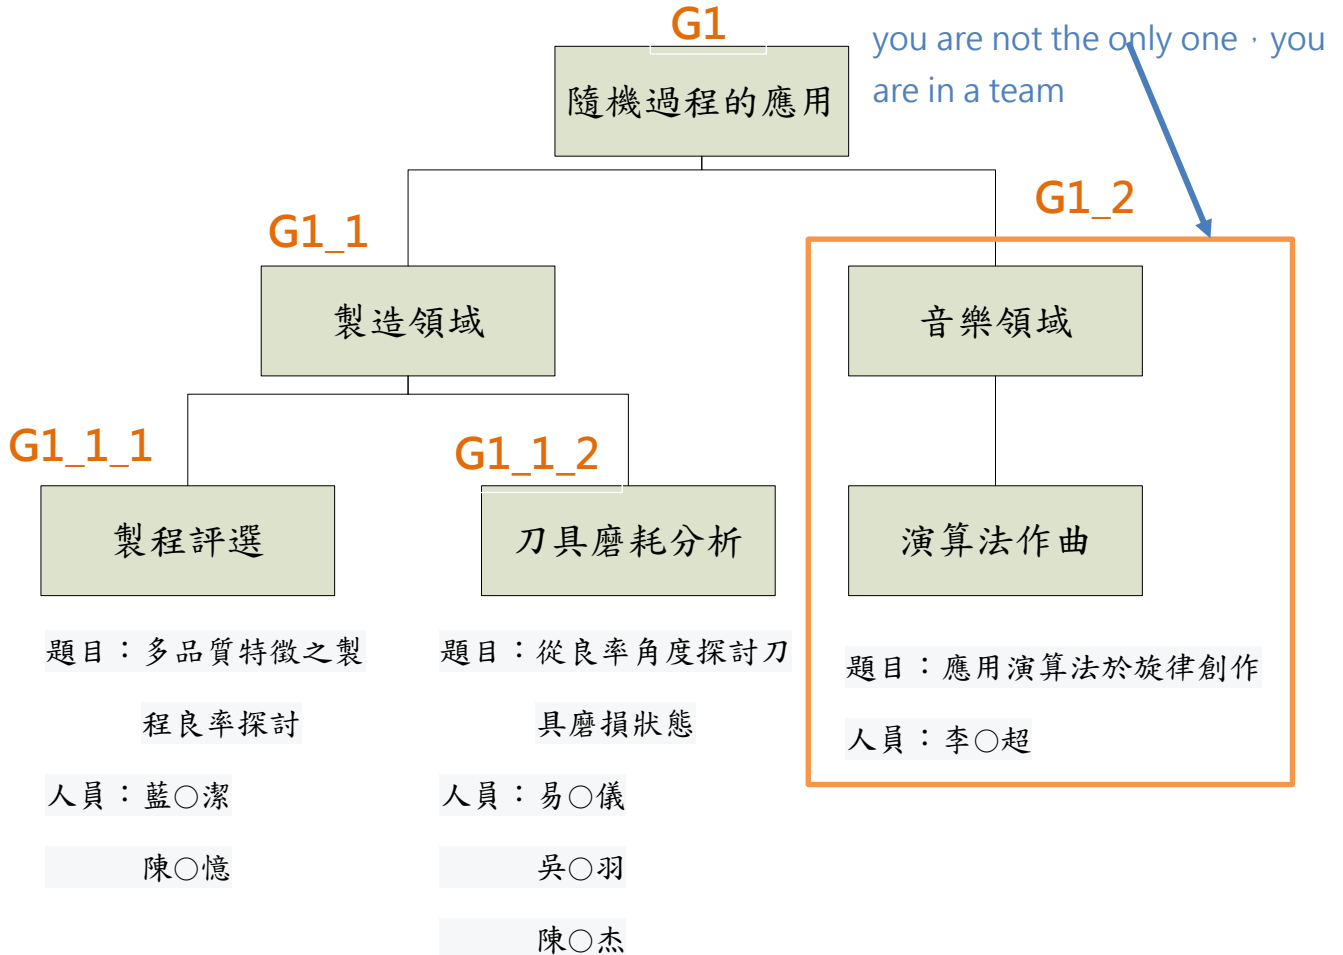 G1
you are not the only one，you
are in a team
隨機過程的應用
G1_2
G1_1
製造領域
音樂領域
G1_1_1
G1_1_2
製程評選
刀具磨耗分析
演算法作曲
題目：多品質特徵之製
程良率探討
人員：藍○潔
陳○憶
題目：從良率角度探討刀
具磨損狀態
人員：易○儀
吳○羽
陳○杰
題目：應用演算法於旋律創作
人員：李○超